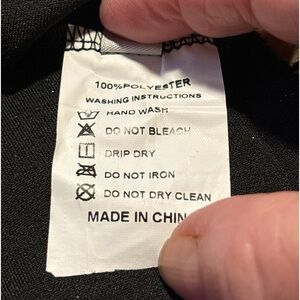 100%POLYESTER
WASHING INSTRUCTIONS
HAND WASH
DO NOT BLEACH
DRIP DRY
DO NOT IRON
DO NOT DRY CLEAN
MADE IN CHINA